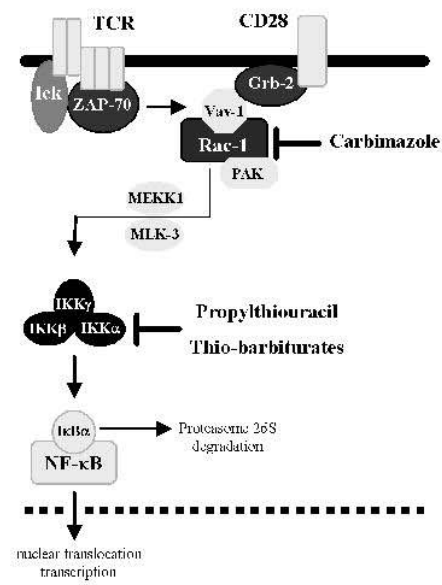 TCR
CD28
lck
ZAP-70
Vav-1
Grb-2
Rac-1
Carbimazole
PAK
MEKK1
MLK-3
IKKγ
IKKβ
IKKα
Propylthiouracil
Thio-barbiturates
IκBα
Proteasome 26S
degradation
NF-κB
nuclear translocation
transcription